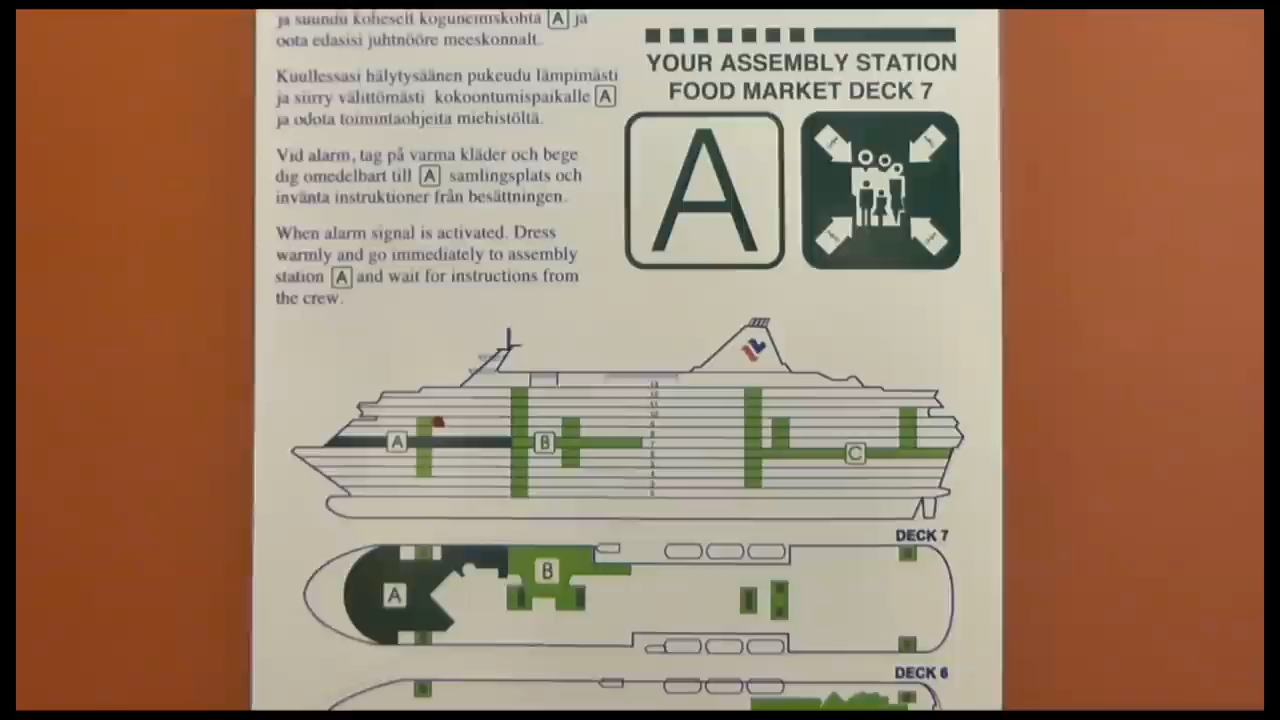 ja suundu koheselt kogunemiskohta A ja
oota edasisi juhtnööre meeskonnalt.
Kuullessasi hälytysäänen pukeudu lämpimästi
ja siirry välittömästi kokoontumispaikalle A
ja odota toimintaohjeita miehistöltä.
Vid alarm, tag på varma kläder och bege
dig omedelbart till A samlingsplats och
invänta instruktioner från besättningen.
When alarm signal is activated. Dress
warmly and go immediately to assembly
station A and wait for instructions from
the crew.
YOUR ASSEMBLY STATION
FOOD MARKET DECK 7
A
A
B
C
DECK 7
A
B
DECK 6